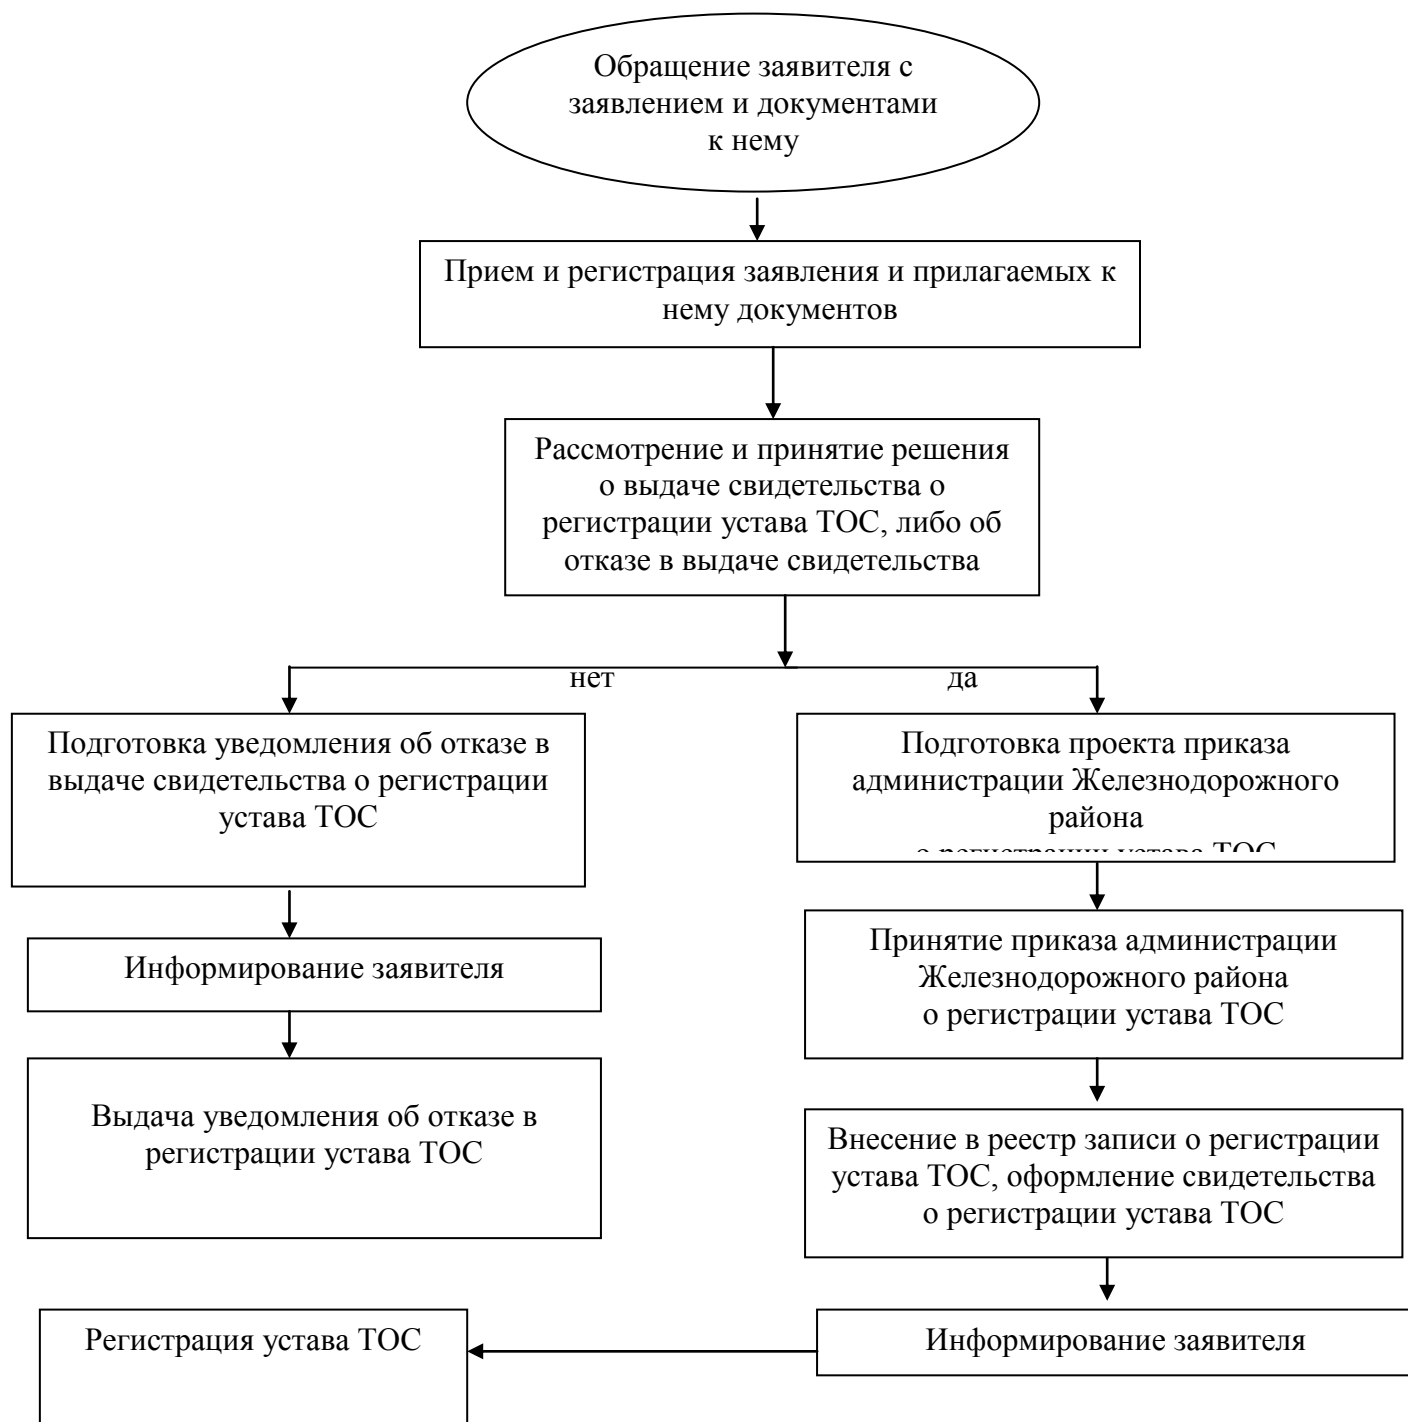 Обращение заявителя с
заявлением и документами
к нему
Прием и регистрация заявления и прилагаемых к
нему документов
Рассмотрение и принятие решения
о выдаче свидетельства о
регистрации устава ТОС, либо об
отказе в выдаче свидетельства
нет
да
Подготовка уведомления об отказе в
выдаче свидетельства о регистрации
устава ТОС
Подготовка проекта приказа
администрации Железнодорожного
района
о регистрации устава ТОС
Информирование заявителя
Принятие приказа администрации
Железнодорожного района
о регистрации устава ТОС
Выдача уведомления об отказе в
регистрации устава ТОС
Внесение в реестр записи о регистрации
устава ТОС, оформление свидетельства
о регистрации устава ТОС
Регистрация устава ТОС
Информирование заявителя